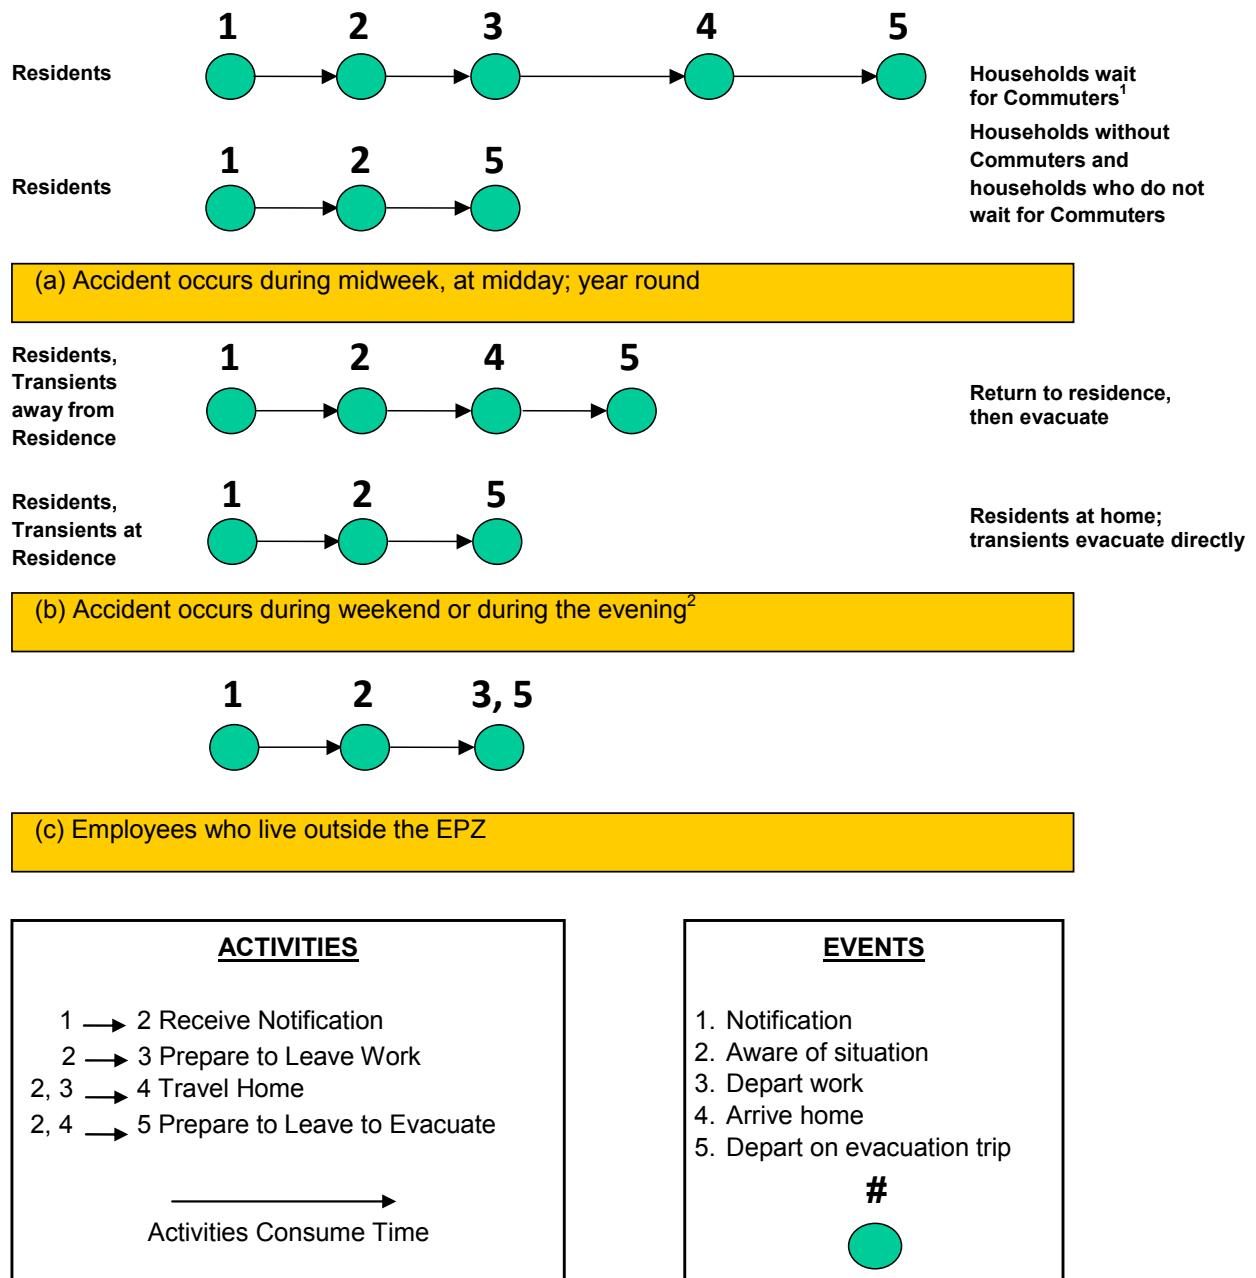 1 2 3 4 5
Residents
Households wait
for Commuters1
1 2 5
Residents
Households without
Commuters and
households who do not
wait for Commuters
(a) Accident occurs during midweek, at midday; year round
Residents,
Transients
away from
Residence
1 2 4 5
Return to residence,
then evacuate
Residents,
Transients at
Residence
1 2 5
Residents at home;
transients evacuate directly
(b) Accident occurs during weekend or during the evening2
1 2 3, 5
(c) Employees who live outside the EPZ
ACTIVITIES
1 → 2 Receive Notification
2 → 3 Prepare to Leave Work
2, 3 → 4 Travel Home
2, 4 → 5 Prepare to Leave to Evacuate
Activities Consume Time
EVENTS
1. Notification
2. Aware of situation
3. Depart work
4. Arrive home
5. Depart on evacuation trip
#